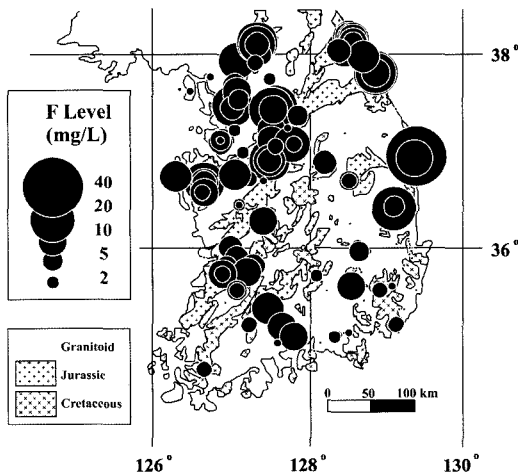 38°
F Level
(mg/L)
40
20
10
5
2
36°
Granitoid
Jurassic
Cretaceous
0 50 100 km
126° 128° 130°